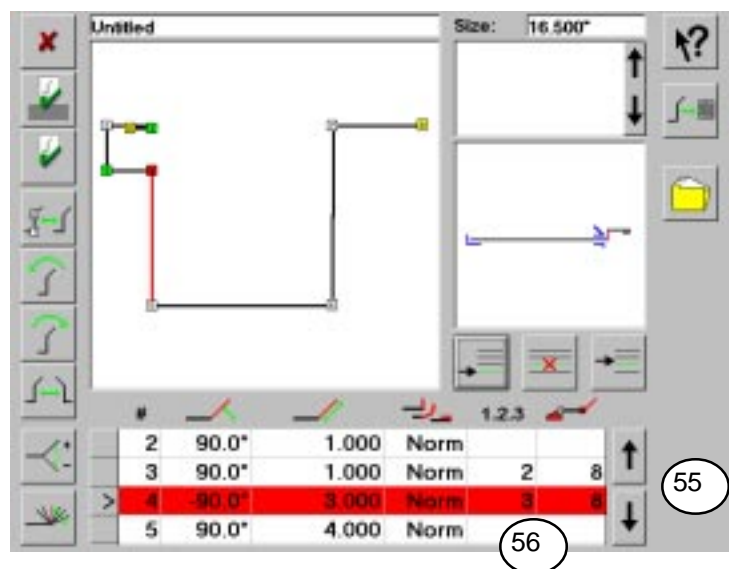 Untitled
Size: 16.500"
?
# 1.2.3
2 90.0° 1.000 Norm
3 90.0° 1.000 Norm 2 8
> 4 -90.0° 3.000 Norm 3
5 90.0° 4.000 Norm
55
56